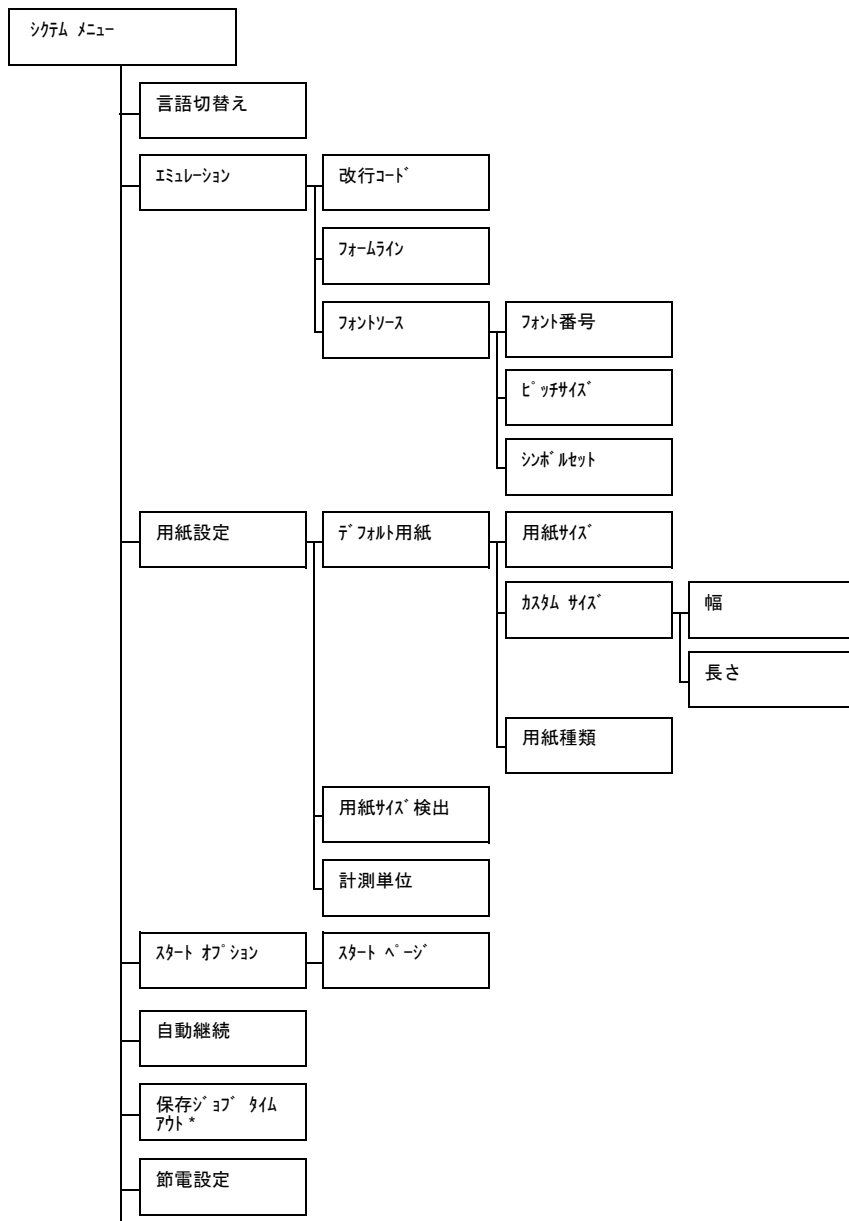 ｼｸﾃﾑ ﾒﾆｭｰ
言語切替え
ｴﾐｭﾚｰｼｮﾝ
改行ｺｰﾄﾞ
ﾌｫｰﾑﾗｲﾝ
ﾌｫﾝﾄｿｰｽ
ﾌｫﾝﾄ番号
ﾋﾟｯﾁｻｲｽﾞ
ｼﾝﾎﾞﾙｾｯﾄ
用紙設定
ﾃﾞﾌｫﾙﾄ用紙
用紙ｻｲｽﾞ
ｶｽﾀﾑ ｻｲｽﾞ
幅
長さ
用紙種類
用紙ｻｲｽﾞ検出
計測単位
ｽﾀｰﾄ ｵﾌﾟｼｮﾝ
ｽﾀｰﾄ ﾍﾟｰｼﾞ
自動継続
保存ｼﾞｮﾌﾞ ﾀｲﾑ
ｱｳﾄ *
節電設定